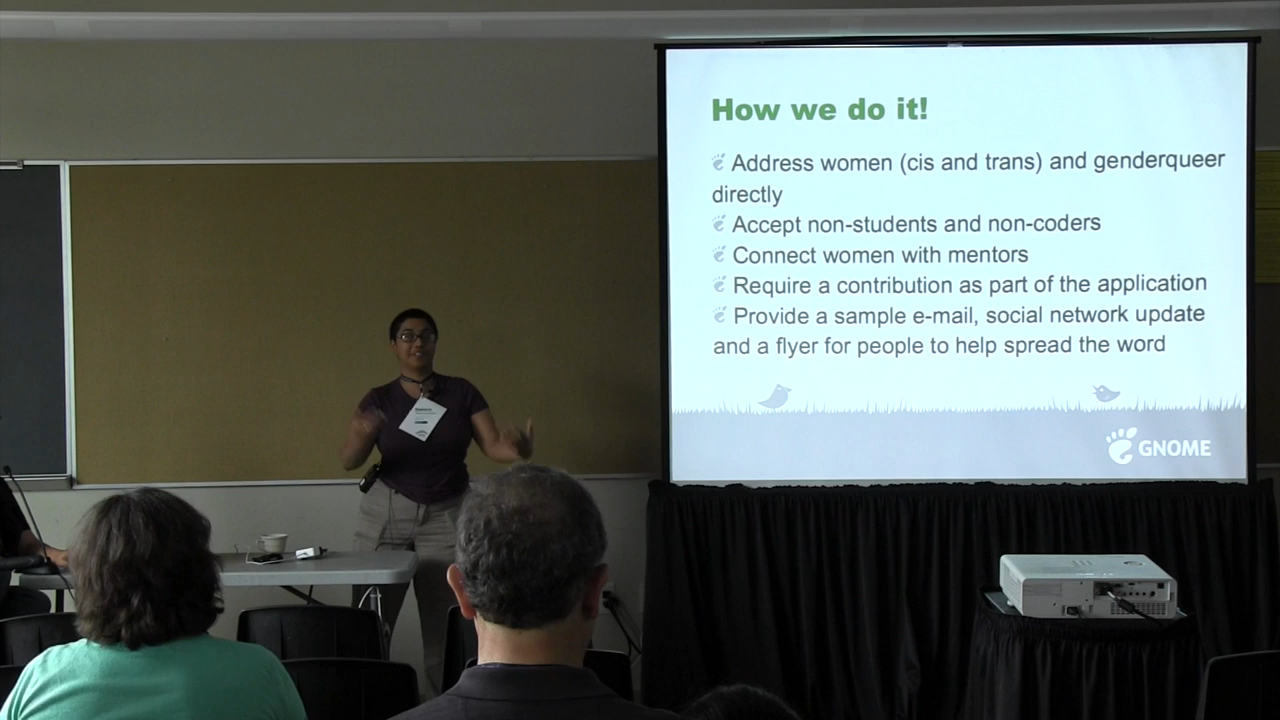 How we do it!
Address women (cis and trans) and genderqueer
directly
Accept non-students and non-coders
Connect women with mentors
Require a contribution as part of the application
Provide a sample e-mail, social network update
and a flyer for people to help spread the word
GNOME